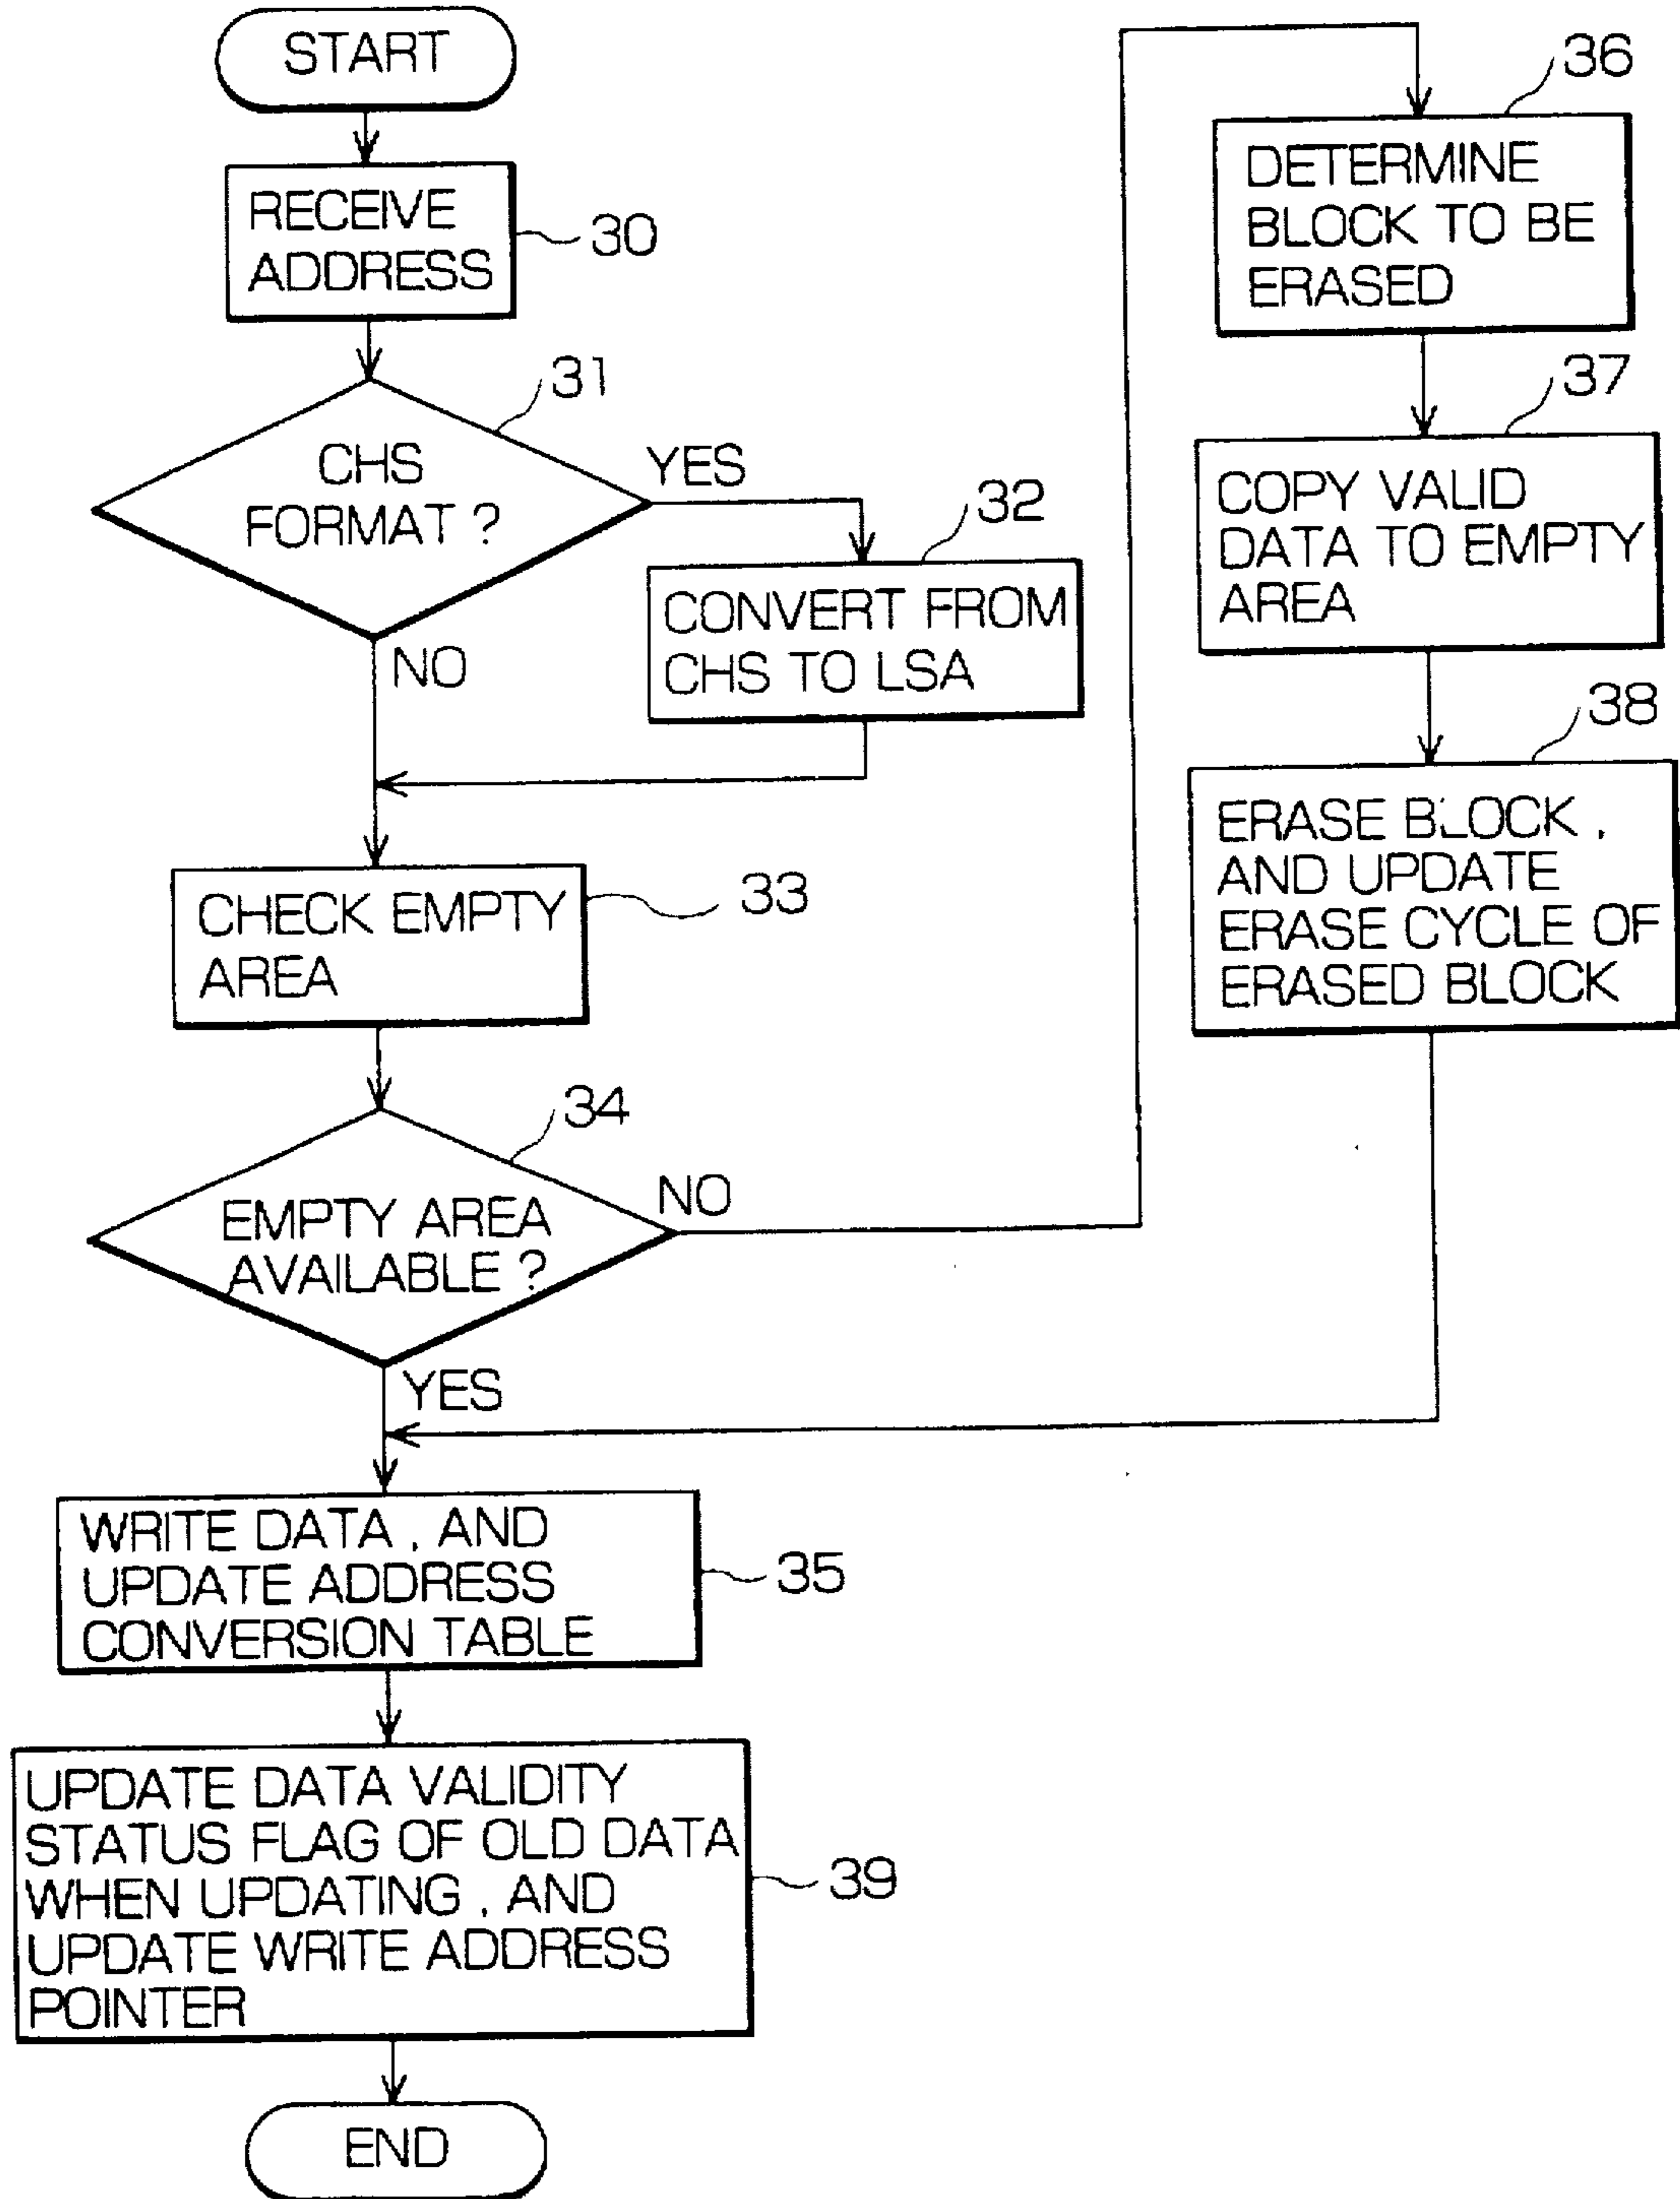 START
RECEIVE
ADDRESS
30
31
CHS
FORMAT ?
YES
NO
32
CONVERT FROM
CHS TO LSA
CHECK EMPTY
AREA
33
34
EMPTY AREA
AVAILABLE ?
NO
YES
WRITE DATA , AND
UPDATE ADDRESS
CONVERSION TABLE
35
UPDATE DATA VALIDITY
STATUS FLAG OF OLD DATA
WHEN UPDATING , AND
UPDATE WRITE ADDRESS
POINTER
39
END
36
DETERMINE
BLOCK TO BE
ERASED
37
COPY VALID
DATA TO EMPTY
AREA
38
ERASE BLOCK ,
AND UPDATE
ERASE CYCLE OF
ERASED BLOCK